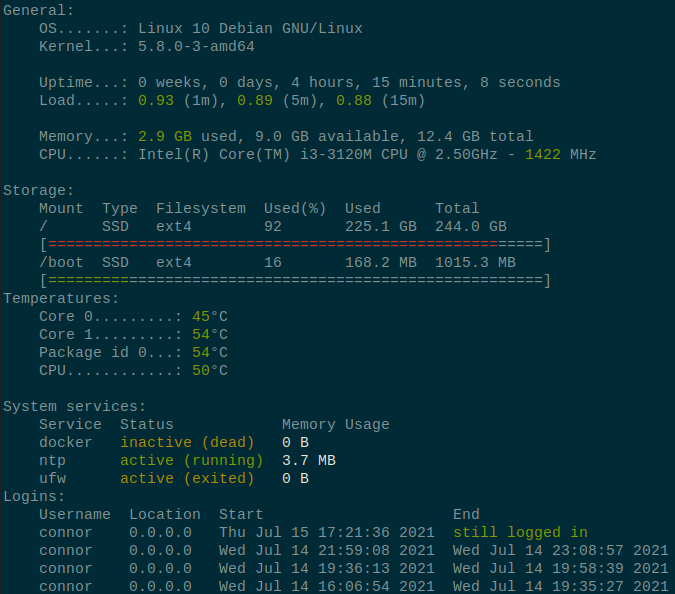 General:
    OS.......: Linux 10 Debian GNU/Linux
    Kernel...: 5.8.0-3-amd64

    Uptime...: 0 weeks, 0 days, 4 hours, 15 minutes, 8 seconds
    Load.....: 0.93 (1m), 0.89 (5m), 0.88 (15m)

    Memory...: 2.9 GB used, 9.0 GB available, 12.4 GB total
    CPU......: Intel(R) Core(TM) i3-3120M CPU @ 2.50GHz - 1422 MHz

Storage:
    Mount  Type  Filesystem  Used(%)  Used      Total
    /      SSD   ext4        92       225.1 GB  244.0 GB
    [=======================================================]
    /boot  SSD   ext4        16       168.2 MB  1015.3 MB
    [=======================================================]
Temperatures:
    Core 0.........: 45°C
    Core 1.........: 54°C
    Package id 0...: 54°C
    CPU............: 50°C

System services:
    Service  Status            Memory Usage
    docker   inactive (dead)   0 B
    ntp      active (running)  3.7 MB
    ufw      active (exited)   0 B
Logins:
    Username  Location  Start                     End
    connor    0.0.0.0   Thu Jul 15 17:21:36 2021  still logged in
    connor    0.0.0.0   Wed Jul 14 21:59:08 2021  Wed Jul 14 23:08:57 2021
    connor    0.0.0.0   Wed Jul 14 19:36:13 2021  Wed Jul 14 19:58:39 2021
    connor    0.0.0.0   Wed Jul 14 16:06:54 2021  Wed Jul 14 19:35:27 2021